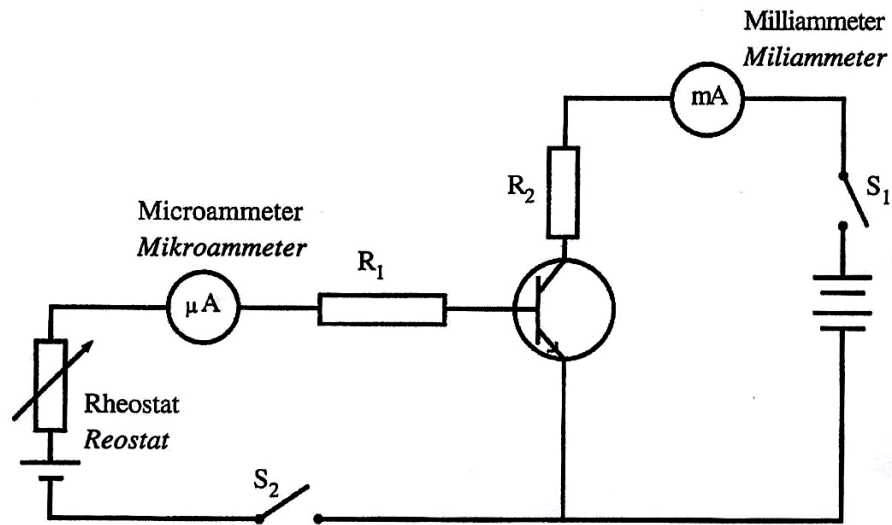 Milliammeter
Miliammeter
mA
R2
S1
Microammeter
Mikroammeter
R1
μA
Rheostat
Reostat
S2